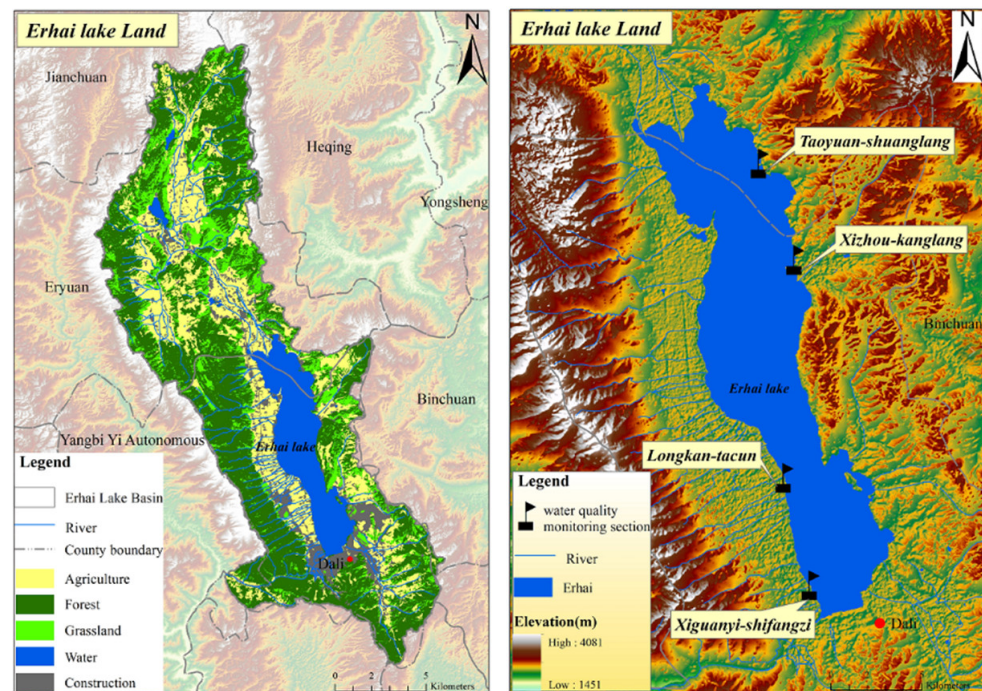 Erhai lake Land
N
Jianchuan
Heqing
Yongsheng
Eryuan
Binchuan
Yangbi Yi Autonomous
Erhai lake
Dali
Legend
Erhai Lake Basin
River
County boundary
Agriculture
Forest
Grassland
Water
Construction
0 1 2
5
Kilometers
Erhai lake Land
N
Taoyuan-shuanglang
Xizhou-kanglang
Binchuan
Erhai lake
Longkan-tacun
Xiguanyi-shifangzi
Dali
Legend
water quality
monitoring section
River
Erhai
Elevation(m)
High : 4081
Low : 1451
Kilometers